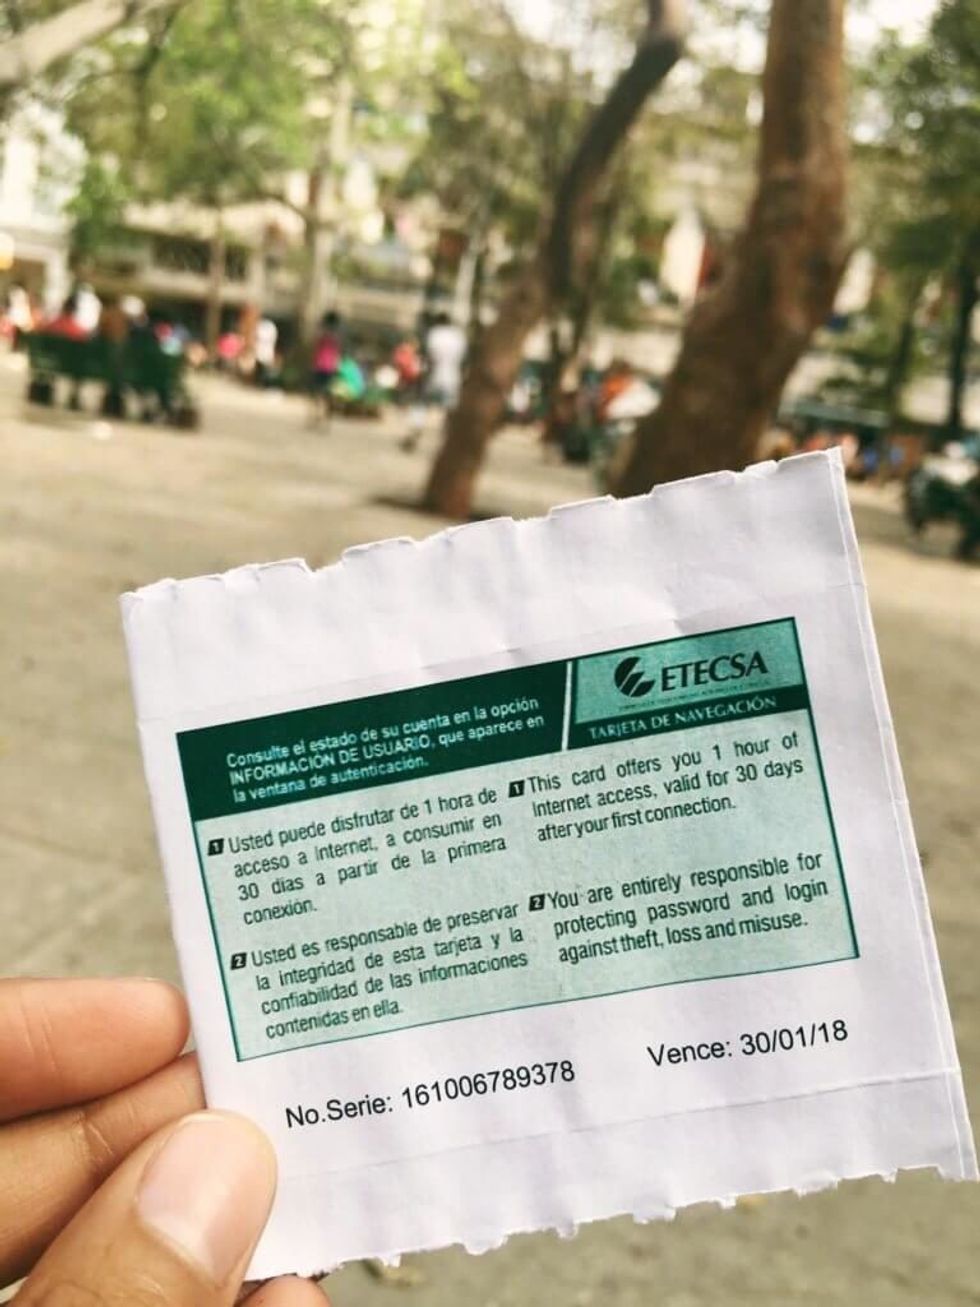 Consulte el estado de su cuenta en la opción
INFORMACIÓN DE USUARIO, que aparece en
la ventana de autenticación.
ETECSA
TARJETA DE NAVEGACIÓN
1 Usted puede disfrutar de 1 hora de
acceso a Internet, a consumir en
30 días a partir de la primera
conexión.
2 Usted es responsable de preservar
la integridad de esta tarjeta y la
confiabilidad de las informaciones
contenidas en ella.
1 This card offers you 1 hour of
Internet access, valid for 30 days
after your first connection.
2 You are entirely responsible for
protecting password and login
against theft, loss and misuse.
No.Serie: 161006789378
Vence: 30/01/18